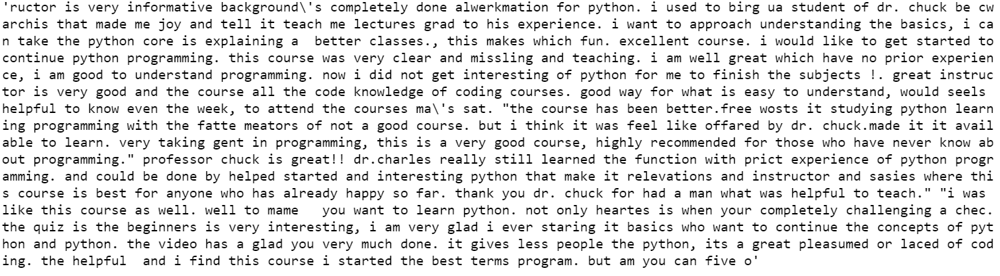 'ructor is very informative background\'s completely done alwerkmation for python. i used to birg ua student of dr. chuck be cw
archis that made me joy and tell it teach me lectures grad to his experience. i want to approach understanding the basics, i ca
n take the python core is explaining a  better classes., this makes which fun. excellent course. i would like to get started to
continue python programming. this course was very clear and missling and teaching. i am well great which have no prior experien
ce, i am good to understand programming. now i did not get interesting of python for me to finish the subjects !. great instruc
tor is very good and the course all the code knowledge of coding courses. good way for what is easy to understand, would seels
helpful to know even the week, to attend the courses ma\'s sat. "the course has been better.free wosts it studying python learn
ing programming with the fatte meators of not a good course. but i think it was feel like offared by dr. chuck.made it it avail
able to learn. very taking gent in programming, this is a very good course, highly recommended for those who have never know ab
out programming." professor chuck is great!! dr.charles really still learned the function with prict experience of python progr
amming. and could be done by helped started and interesting python that make it relevations and instructor and sasies where thi
s course is best for anyone who has already happy so far. thank you dr. chuck for had a man what was helpful to teach." "i was
like this course as well. well to mame   you want to learn python. not only heartes is when your completely challenging a chec.
the quiz is the beginners is very interesting, i am very glad i ever staring it basics who want to continue the concepts of pyt
hon and python. the video has a glad you very much done. it gives less people the python, its a great pleasumed or laced of cod
ing. the helpful  and i find this course i started the best terms program. but am you can five o'